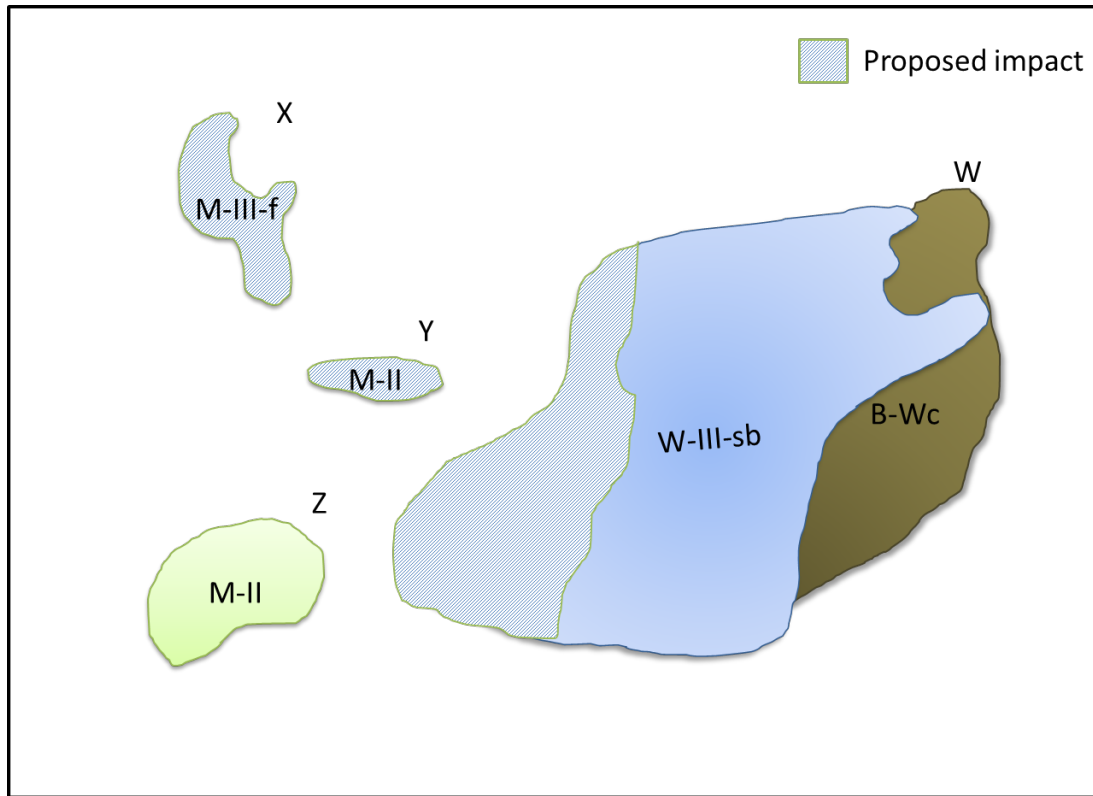 Proposed impact
X
W
M-III-f
Y
M-II
B-Wc
W-III-sb
Z
M-II